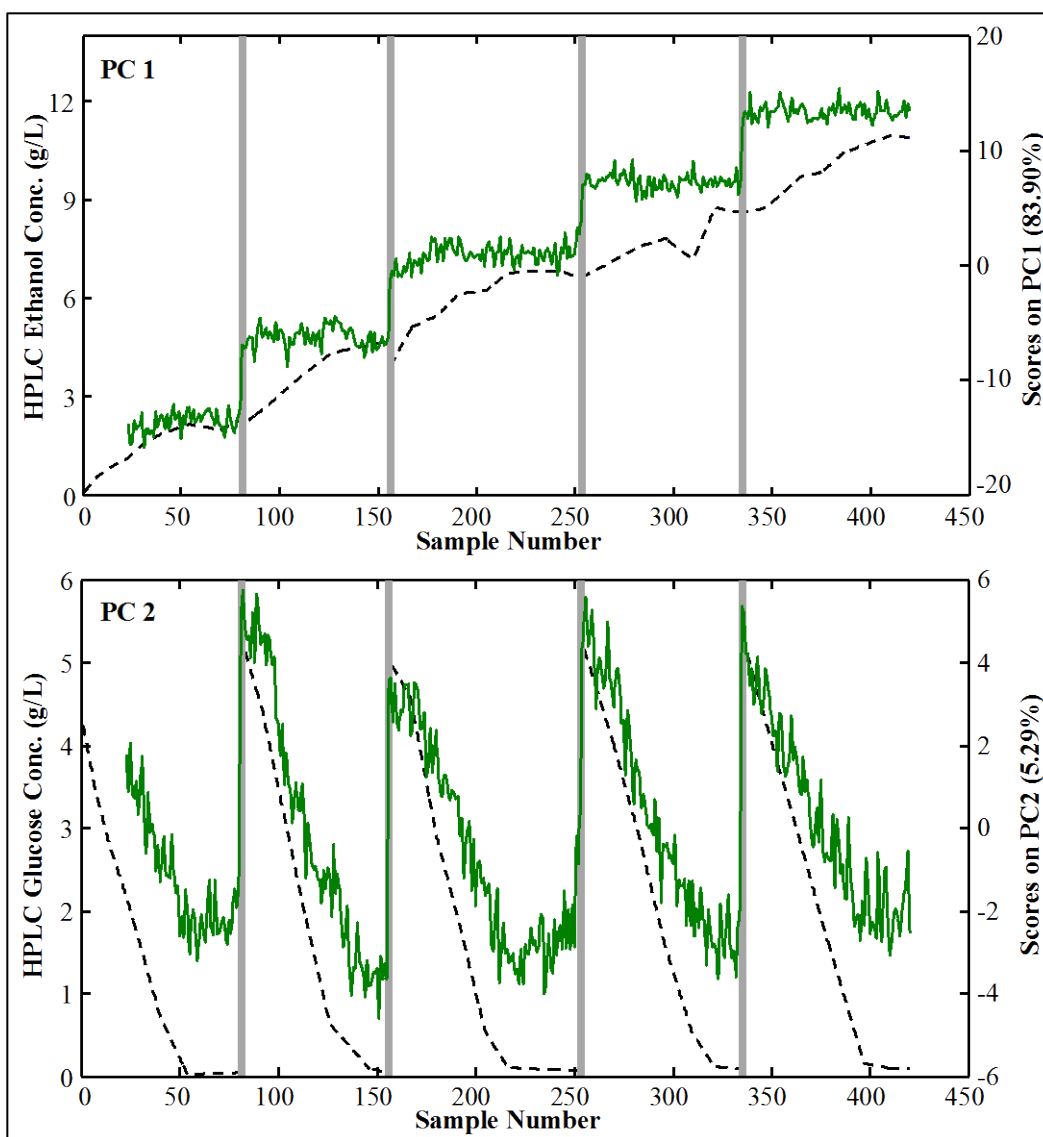 PC 1
HPLC Ethanol Conc. (g/L)
12
9
6
3
0
20
10
0
-10
-20
Scores on PC1 (83.90%)
0 50 100 150 200 250 300 350 400 450
Sample Number
PC 2
HPLC Glucose Conc. (g/L)
6
5
4
3
2
1
0
6
4
2
0
-2
-4
-6
Scores on PC2 (5.29%)
0 50 100 150 200 250 300 350 400 450
Sample Number